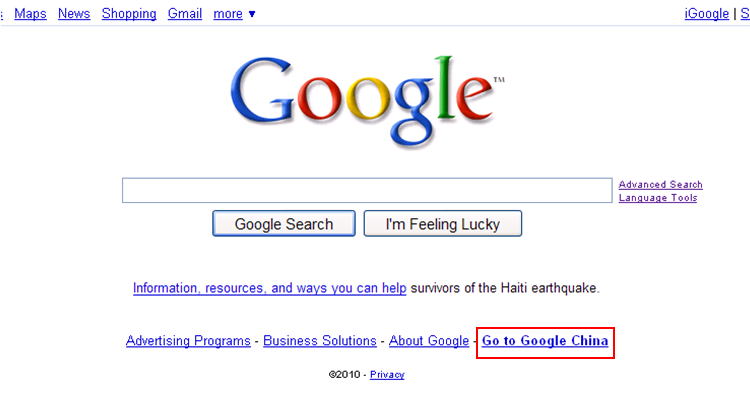 Maps News Shopping Gmail more ▼ iGoogle |
Google™
Advanced Search
Language Tools
Google Search I'm Feeling Lucky
Information, resources, and ways you can help survivors of the Haiti earthquake.
Advertising Programs - Business Solutions - About Google - Go to Google China
©2010 - Privacy